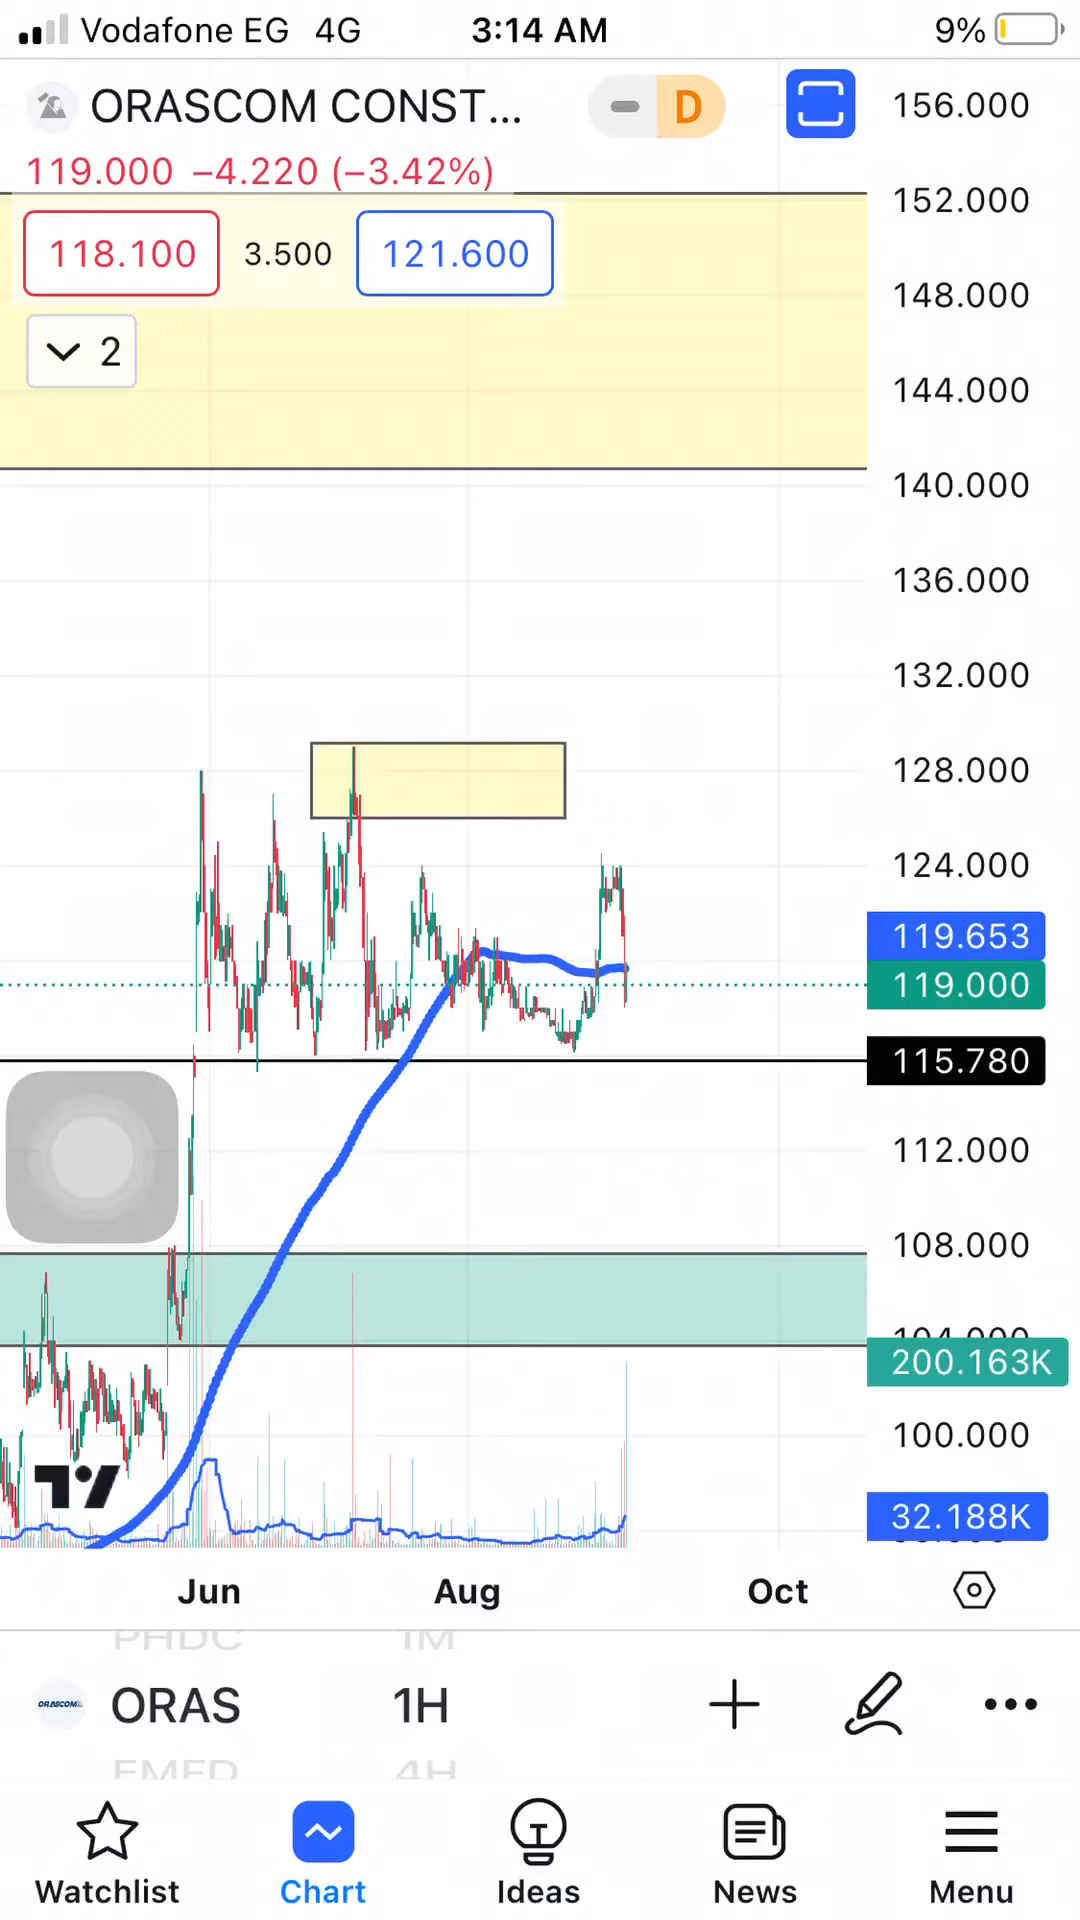 Vodafone EG 4G 3:14 AM 9%
ORASCOM CONST... D
119.000 −4.220 (−3.42%)
118.100 3.500 121.600
2
156.000
152.000
148.000
144.000
140.000
136.000
132.000
128.000
124.000
119.653
119.000
115.780
112.000
108.000
104.000
200.163K
100.000
32.188K
Jun Aug Oct
PHDC 1M
ORASCOM ORAS 1H
EMFD 4H
Watchlist Chart Ideas News Menu